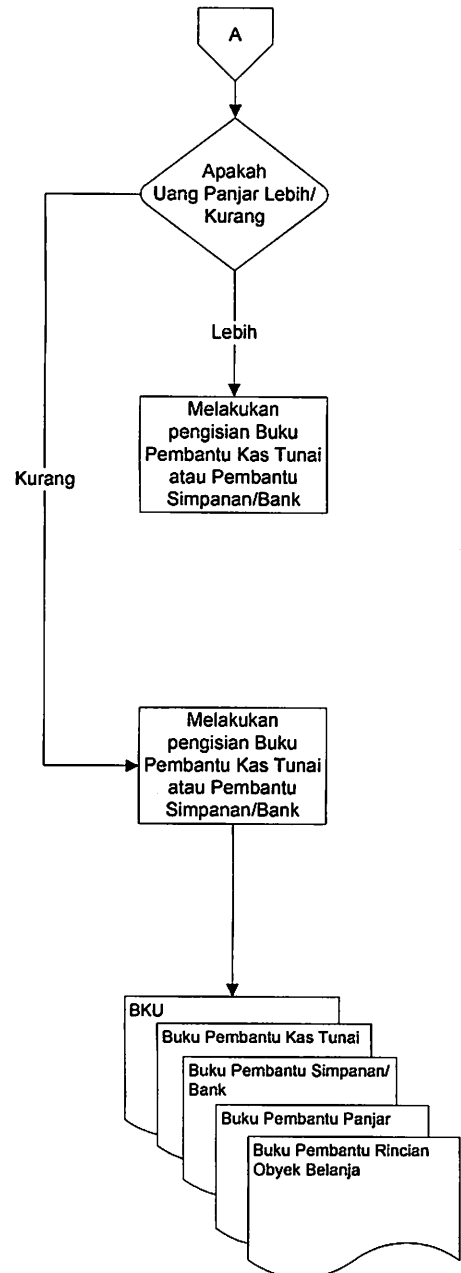 A
Apakah
Uang Panjar Lebih/
Kurang
Lebih
Melakukan
pengisian Buku
Pembantu Kas Tunai
atau Pembantu
Simpanan/Bank
Kurang
Melakukan
pengisian Buku
Pembantu Kas Tunai
atau Pembantu
Simpanan/Bank
BKU
Buku Pembantu Kas Tunai
Buku Pembantu Simpanan/
Bank
Buku Pembantu Panjar
Buku Pembantu Rincian
Obyek Belanja